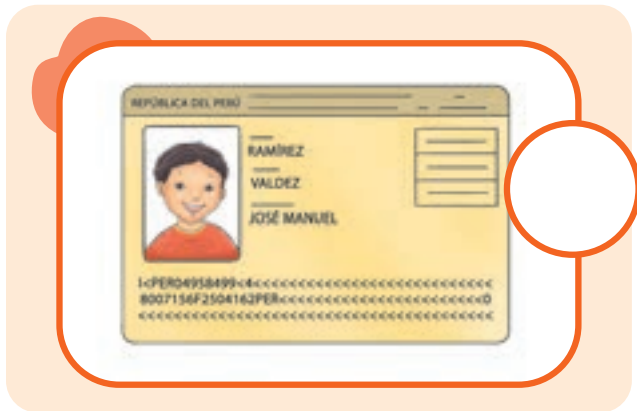 REPÚBLICA DEL PERÚ
RAMÍREZ
VALDEZ
JOSÉ MANUEL
I<PER04958499<4<<<<<<<<<<<<<<<<<<<<<<<<<<<
8007156F2504162PER<<<<<<<<<<<<<<<<<<<<<<<0
<<<<<<<<<<<<<<<<<<<<<<<<<<<<<<<<<<<<<<<<